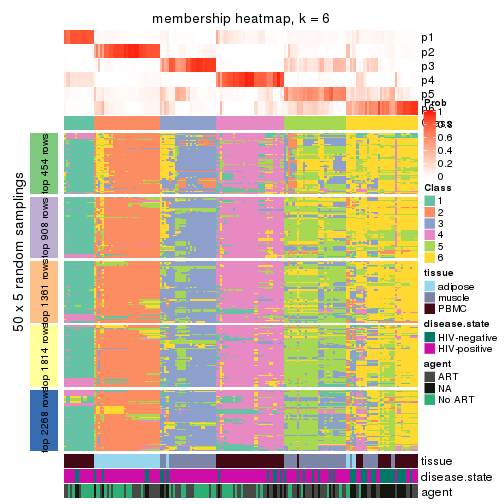 membership heatmap, k = 6
p1
p2
p3
p4
p5
p6
Prob
1
0.8
0.6
0.4
0.2
0
Class
1
2
3
4
5
6
tissue
adipose
muscle
PBMC
disease.state
HIV-negative
HIV-positive
agent
ART
NA
No ART
50 x 5 random samplings
top 454 rows
top 908 rows
top 1361 rows
top 1814 rows
top 2268 rows
tissue
disease.state
agent